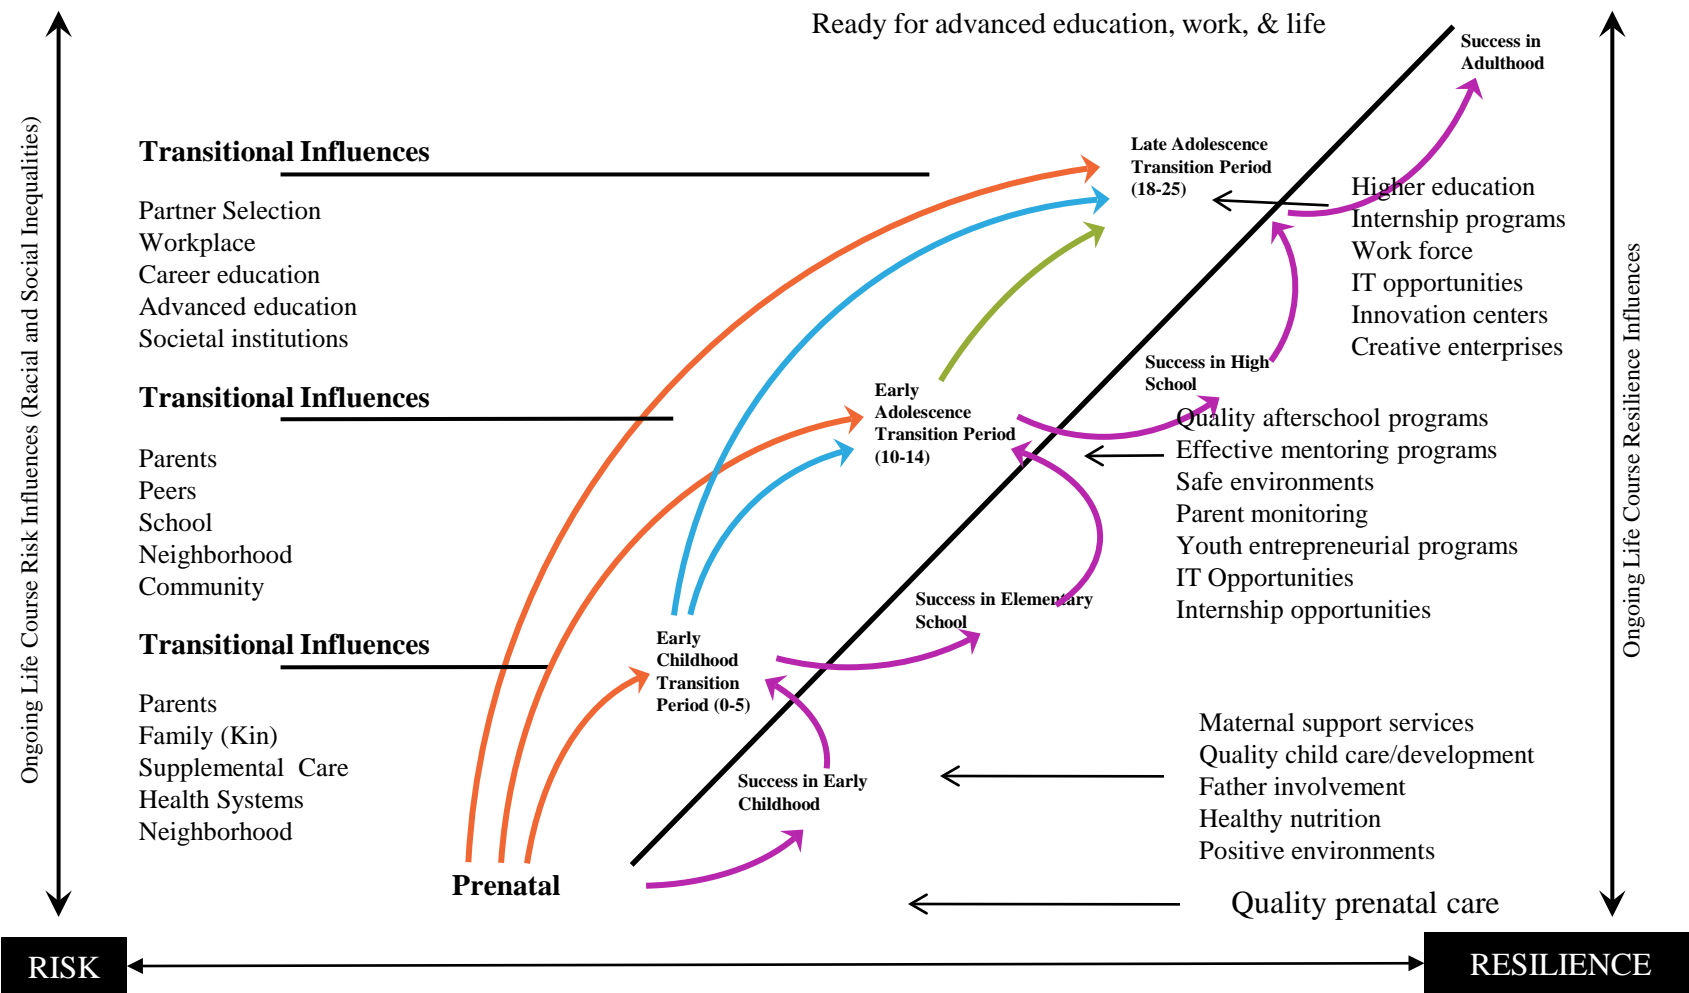 Ready for advanced education, work, & life
Success in
Adulthood
Ongoing Life Course Risk Influences (Racial and Social Inequalities)
Transitional Influences
Partner Selection
Workplace
Career education
Advanced education
Societal institutions
Late Adolescence
Transition Period
(18-25)
Higher education
Internship programs
Work force
IT opportunities
Innovation centers
Creative enterprises
Ongoing Life Course Resilience Influences
Transitional Influences
Parents
Peers
School
Neighborhood
Community
Early
Adolescence
Transition Period
(10-14)
Success in High
School
Quality afterschool programs
Effective mentoring programs
Safe environments
Parent monitoring
Youth entrepreneurial programs
IT Opportunities
Internship opportunities
Success in Elementary
School
Transitional Influences
Parents
Family (Kin)
Supplemental Care
Health Systems
Neighborhood
Early
Childhood
Transition
Period (0-5)
Success in Early
Childhood
Maternal support services
Quality child care/development
Father involvement
Healthy nutrition
Positive environments
Prenatal
Quality prenatal care
RISK
RESILIENCE